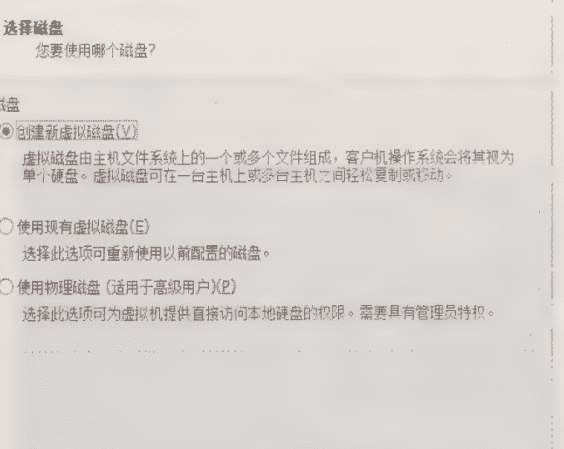 选择磁盘
您要使用哪个磁盘?
磁盘
创建新虚拟磁盘(V)
虚拟磁盘由主机文件系统上的一个或多个文件组成，客户机操作系统会将其视为
单个硬盘。虚拟磁盘可在一台主机上或多台主机之间轻松复制或移动。
使用现有虚拟磁盘(E)
选择此选项可重新使用以前配置的磁盘。
使用物理磁盘 (适用于高级用户)(P)
选择此选项可为虚拟机提供直接访问本地硬盘的权限。需要具有管理员特权。